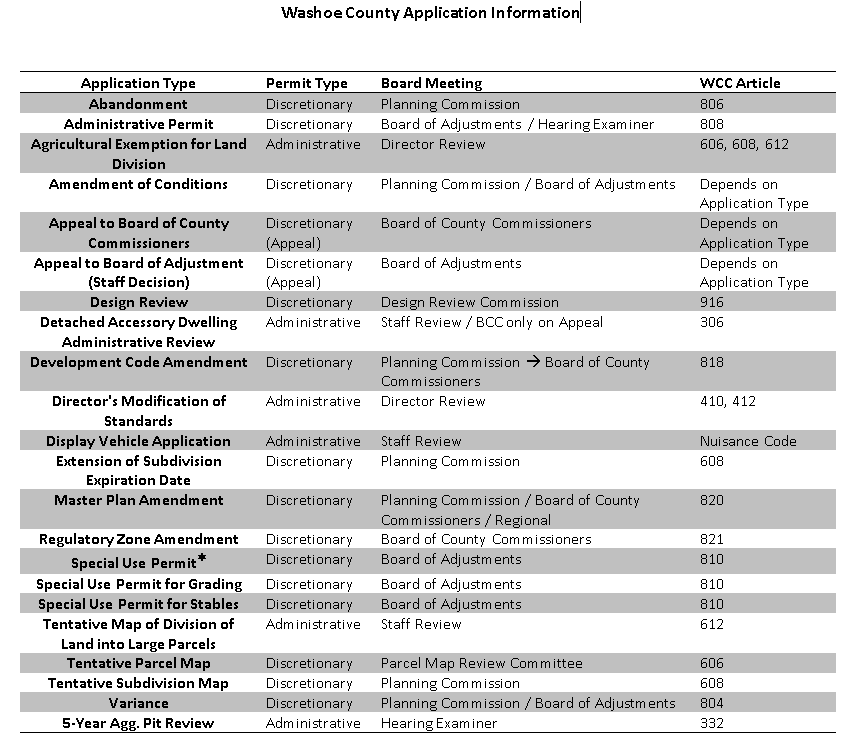 Washoe County Application Information
Application Type Permit Type Board Meeting WCC Article
Abandonment Discretionary Planning Commission 806
Administrative Permit Discretionary Board of Adjustments / Hearing Examiner 808
Agricultural Exemption for Land Administrative Director Review 606, 608, 612
Division
Amendment of Conditions Discretionary Planning Commission / Board of Adjustments Depends on
Application Type
Appeal to Board of County Discretionary Board of County Commissioners Depends on
Commissioners (Appeal) Application Type
Appeal to Board of Adjustment Discretionary Board of Adjustments Depends on
(Staff Decision) (Appeal) Application Type
Design Review Discretionary Design Review Commission 916
Detached Accessory Dwelling Administrative Staff Review / BCC only on Appeal 306
Administrative Review
Development Code Amendment Discretionary Planning Commission → Board of County 818
Commissioners
Director's Modification of Administrative Director Review 410, 412
Standards
Display Vehicle Application Administrative Staff Review Nuisance Code
Extension of Subdivision Discretionary Planning Commission 608
Expiration Date
Master Plan Amendment Discretionary Planning Commission / Board of County 820
Commissioners / Regional
Regulatory Zone Amendment Discretionary Board of County Commissioners 821
Special Use Permit* Discretionary Board of Adjustments 810
Special Use Permit for Grading Discretionary Board of Adjustments 810
Special Use Permit for Stables Discretionary Board of Adjustments 810
Tentative Map of Division of Administrative Staff Review 612
Land into Large Parcels
Tentative Parcel Map Discretionary Parcel Map Review Committee 606
Tentative Subdivision Map Discretionary Planning Commission 608
Variance Discretionary Planning Commission / Board of Adjustments 804
5-Year Agg. Pit Review Administrative Hearing Examiner 332